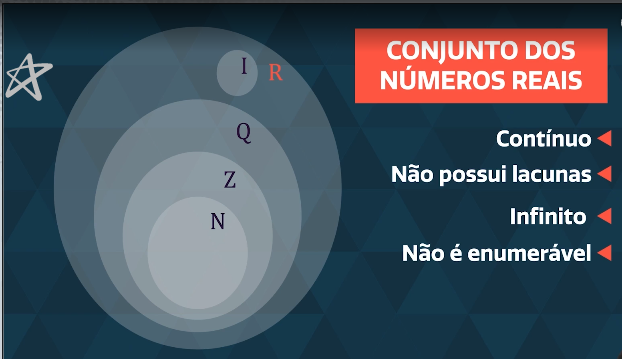 CONJUNTO DOS
NÚMEROS REAIS
I
R
Q
Z
N
Contínuo
Não possui lacunas
Infinito
Não é enumerável